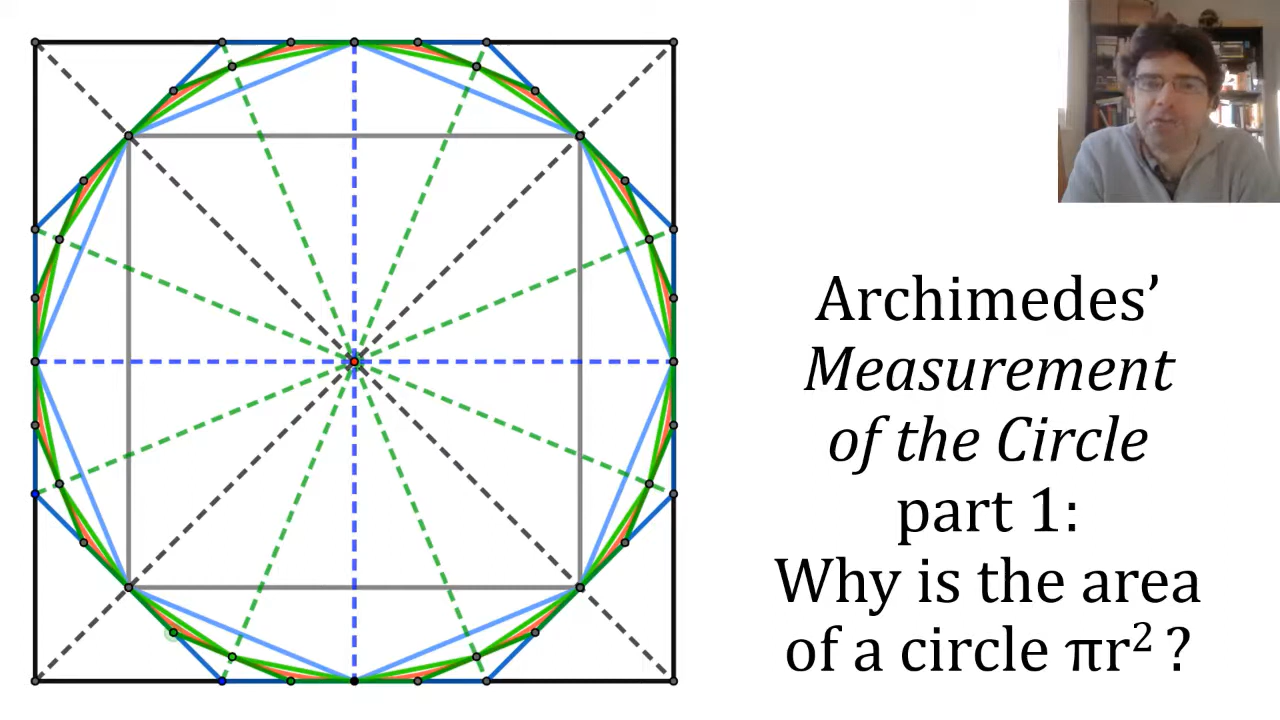 Archimedes’
Measurement
of the Circle
part 1:
Why is the area
of a circle πr² ?